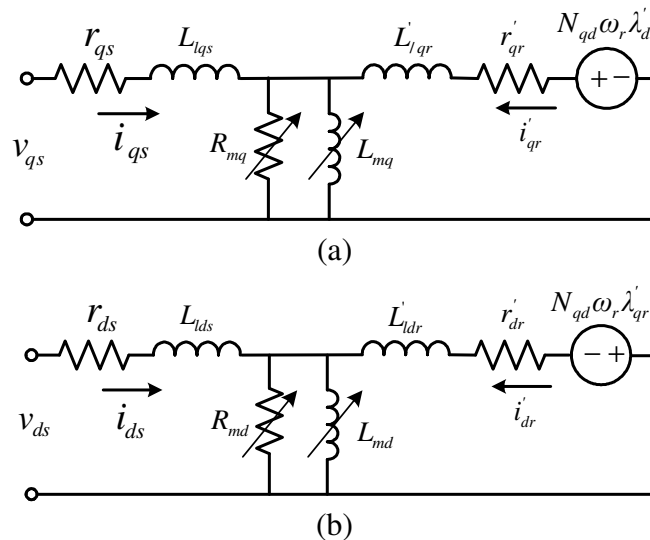 r_qs L_lqs L'_lqr r'_qr N_qd ω_r λ'_d
+ −
i_qs R_mq L_mq i'_qr
v_qs
(a)
r_ds L_lds L'_ldr r'_dr N_qd ω_r λ'_qr
− +
i_ds R_md L_md i'_dr
v_ds
(b)